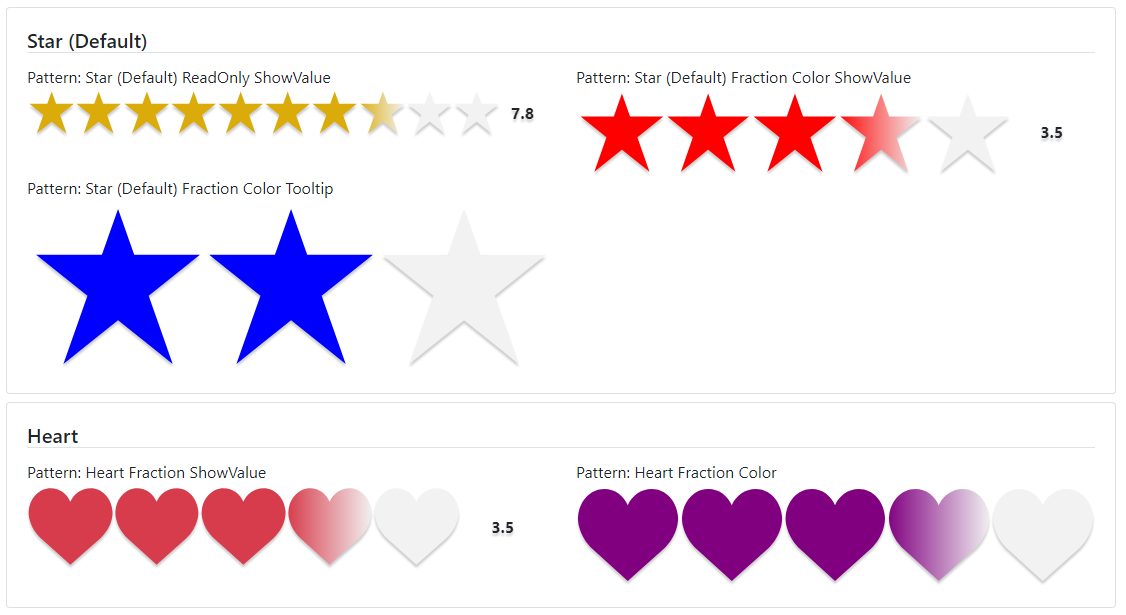 Star (Default)
Pattern: Star (Default) ReadOnly ShowValue
7.8
Pattern: Star (Default) Fraction Color ShowValue
3.5
Pattern: Star (Default) Fraction Color Tooltip
Heart
Pattern: Heart Fraction ShowValue
3.5
Pattern: Heart Fraction Color